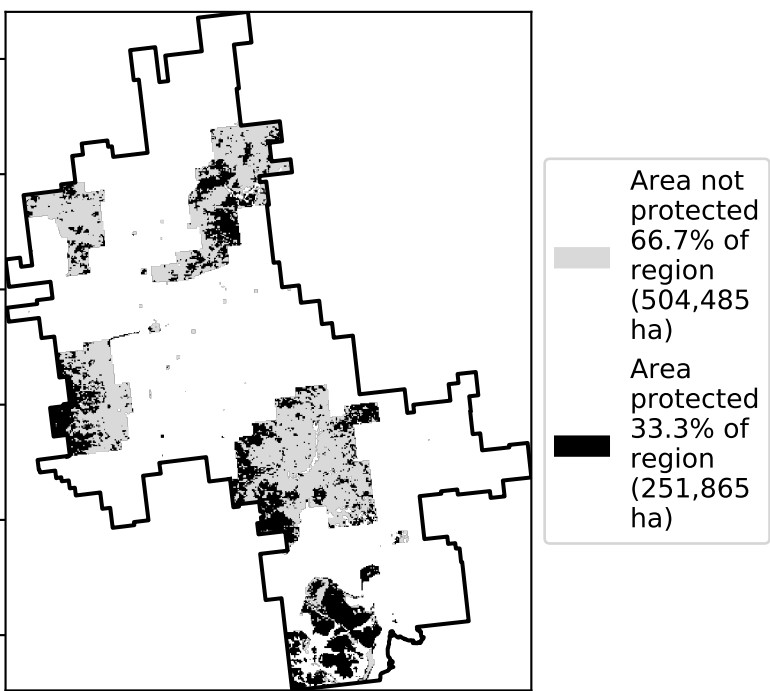 Area not
protected
66.7% of
region
(504,485
ha)
Area
protected
33.3% of
region
(251,865
ha)